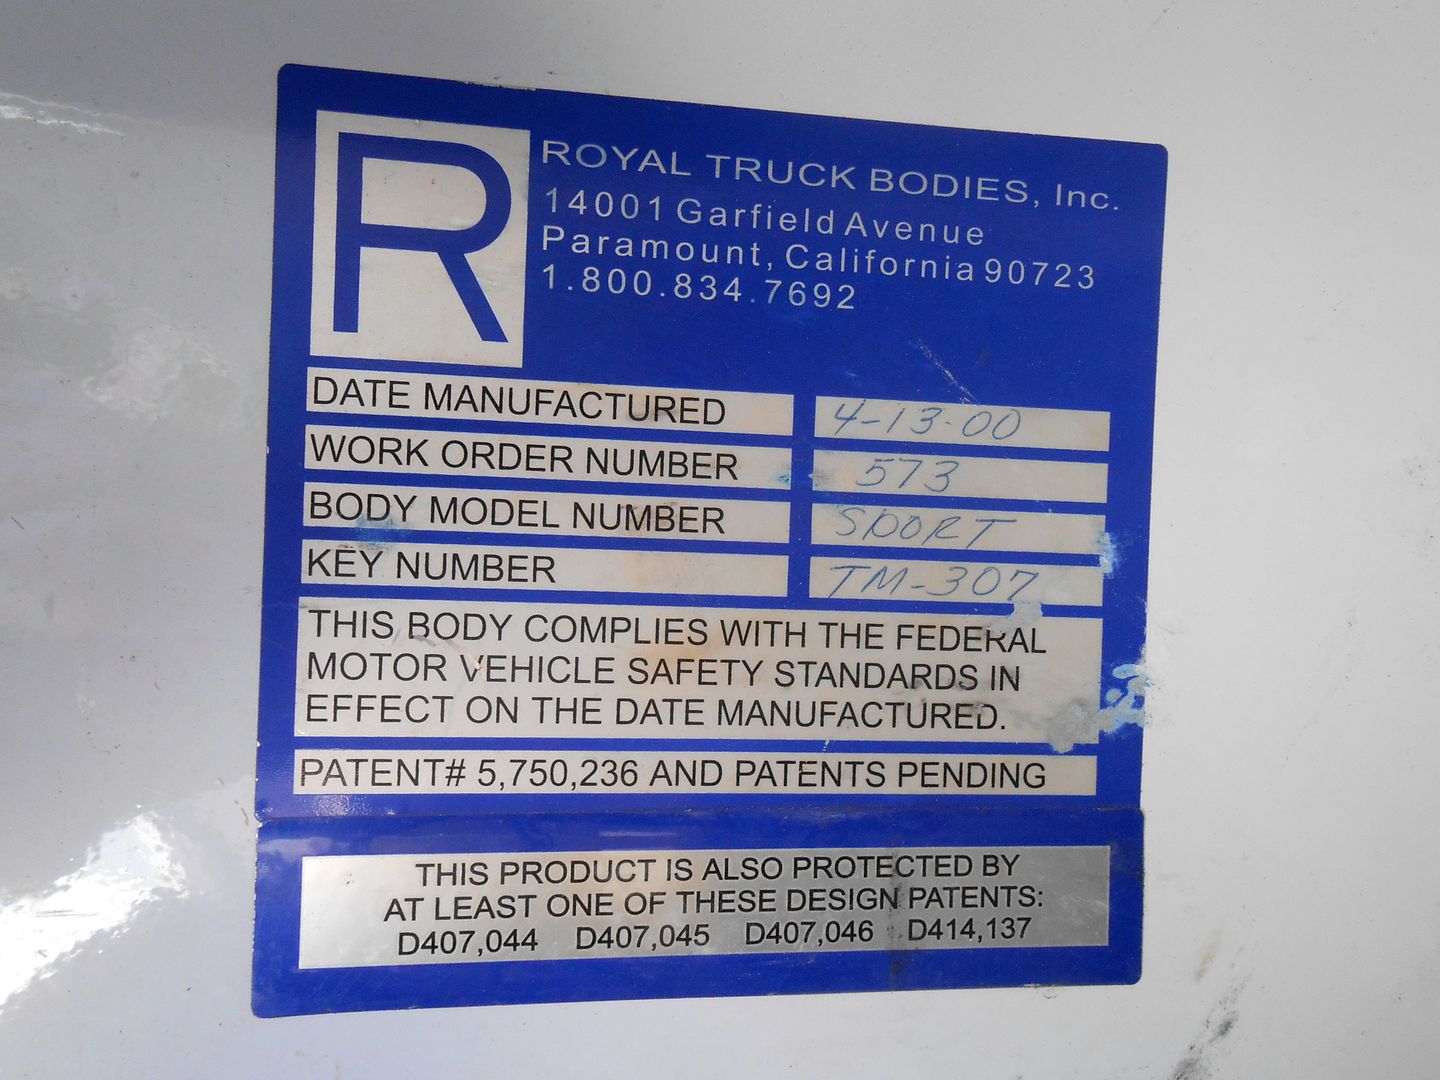 R
ROYAL TRUCK BODIES, Inc.
14001 Garfield Avenue
Paramount, California 90723
1.800.834.7692
DATE MANUFACTURED 4-13-00
WORK ORDER NUMBER 573
BODY MODEL NUMBER SPORT
KEY NUMBER TM-307
THIS BODY COMPLIES WITH THE FEDERAL
MOTOR VEHICLE SAFETY STANDARDS IN
EFFECT ON THE DATE MANUFACTURED.
PATENT# 5,750,236 AND PATENTS PENDING
THIS PRODUCT IS ALSO PROTECTED BY
AT LEAST ONE OF THESE DESIGN PATENTS:
D407,044 D407,045 D407,046 D414,137